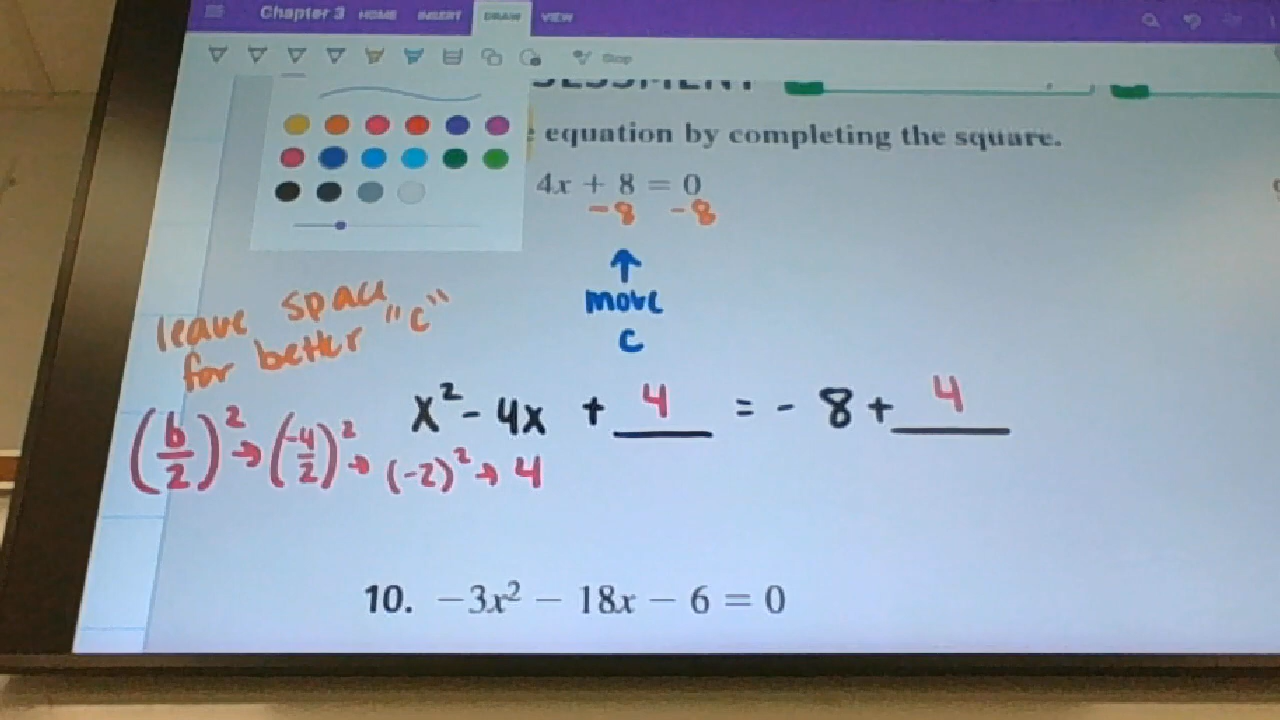 Chapter 3 HOME INSERT DRAW VIEW
Stop
equation by completing the square.
4x + 8 = 0
-8 -8
↑
move
c
leave space
for better "c"
x² - 4x + 4 = - 8 + 4
(b/2)² → (-4/2)² → (-2)² → 4
10. −3x² − 18x − 6 = 0